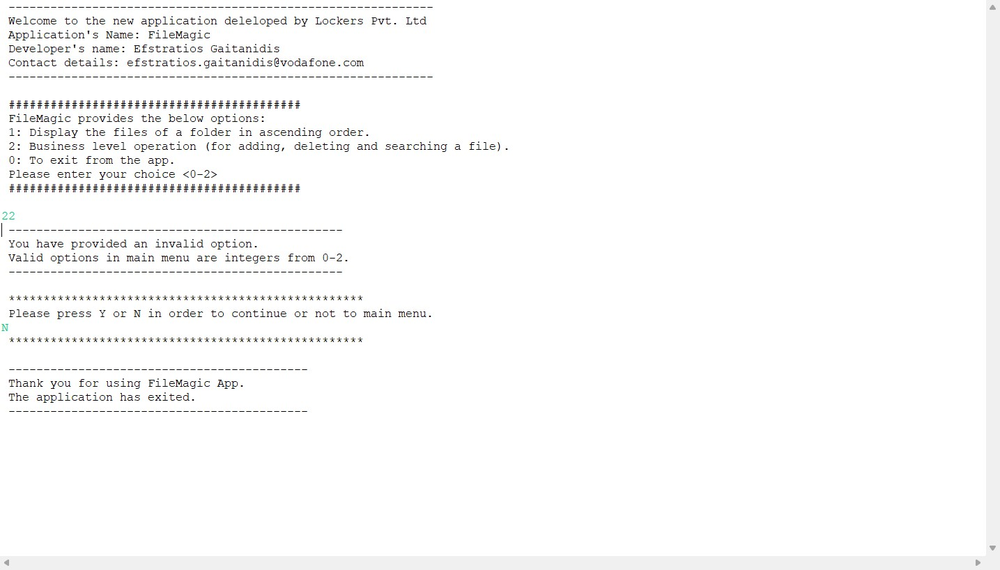 -------------------------------------------------------------
Welcome to the new application deleloped by Lockers Pvt. Ltd
Application's Name: FileMagic
Developer's name: Efstratios Gaitanidis
Contact details: efstratios.gaitanidis@vodafone.com
-------------------------------------------------------------
##########################################
FileMagic provides the below options:
1: Display the files of a folder in ascending order.
2: Business level operation (for adding, deleting and searching a file).
0: To exit from the app.
Please enter your choice <0-2>
##########################################
22
------------------------------------------------
You have provided an invalid option.
Valid options in main menu are integers from 0-2.
------------------------------------------------
***************************************************
Please press Y or N in order to continue or not to main menu.
N
***************************************************
-------------------------------------------
Thank you for using FileMagic App.
The application has exited.
-------------------------------------------